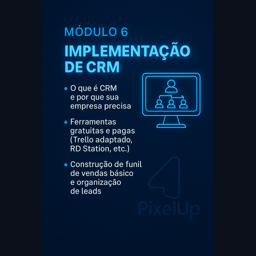 MÓDULO 6
IMPLEMENTAÇÃO
DE CRM
• O que é CRM
e por que sua
empresa precisa
• Ferramentas
gratuitas e pagas
(Trello adaptado,
RD Station, etc.)
• Construção de funil
de vendas básico
e organização
de leads
PixelUp